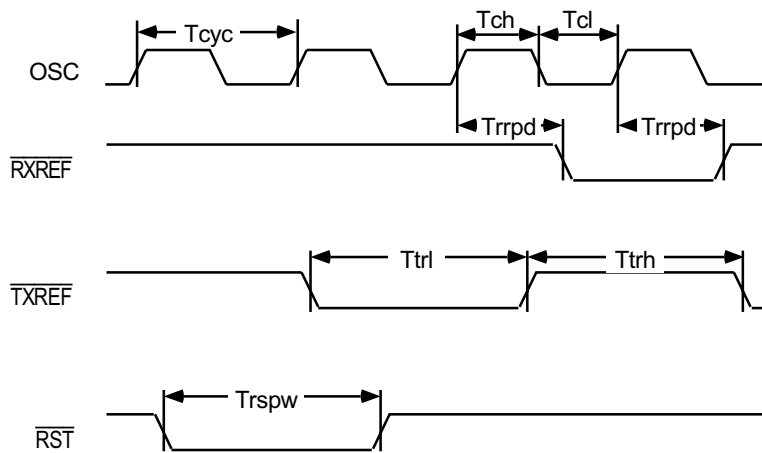 Tcyc
Tch
Tcl
OSC
Trrpd
Trrpd
RXREF
Ttrl
Ttrh
TXREF
Trspw
RST